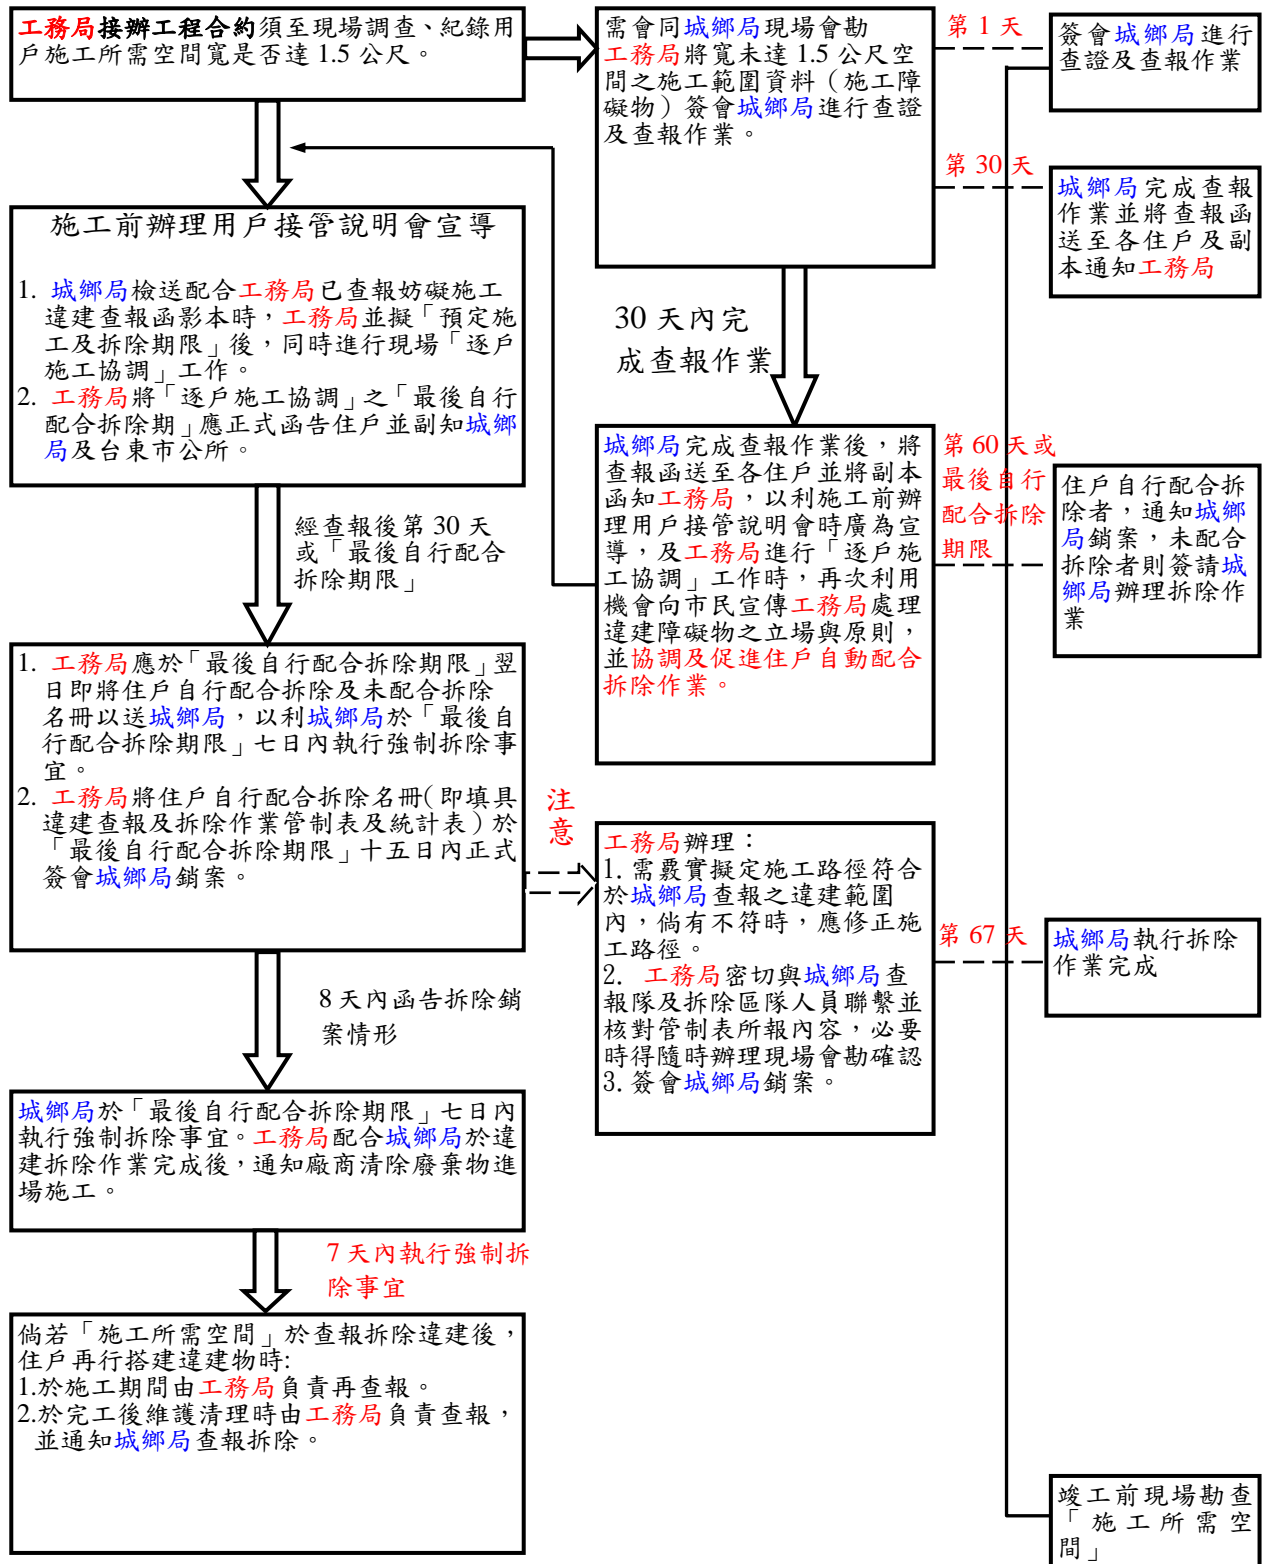 工務局接辦工程合約須至現場調查、紀錄用
戶施工所需空間寬是否達 1.5 公尺。
需會同城鄉局現場會勘
工務局將寬未達 1.5 公尺空
間之施工範圍資料（施工障
礙物）簽會城鄉局進行查證
及查報作業。
第 1 天
簽會城鄉局進行
查證及查報作業
第 30 天
城鄉局完成查報
作業並將查報函
送至各住戶及副
本通知工務局
施工前辦理用戶接管說明會宣導
1. 城鄉局檢送配合工務局已查報妨礙施工
違建查報函影本時，工務局並擬「預定施
工及拆除期限」後，同時進行現場「逐戶
施工協調」工作。
2. 工務局將「逐戶施工協調」之「最後自行
配合拆除期」應正式函告住戶並副知城鄉
局及台東市公所。
30 天內完
成查報作業
城鄉局完成查報作業後，將
查報函送至各住戶並將副本
函知工務局，以利施工前辦
理用戶接管說明會時廣為宣
導，及工務局進行「逐戶施
工協調」工作時，再次利用
機會向市民宣傳工務局處理
違建障礙物之立場與原則，
並協調及促進住戶自動配合
拆除作業。
第 60 天或
最後自行
配合拆除
期限
住戶自行配合拆
除者，通知城鄉
局銷案，未配合
拆除者則簽請城
鄉局辦理拆除作
業
經查報後第 30 天
或「最後自行配合
拆除期限」
1. 工務局應於「最後自行配合拆除期限」翌
日即將住戶自行配合拆除及未配合拆除
名冊以送城鄉局，以利城鄉局於「最後自
行配合拆除期限」七日內執行強制拆除事
宜。
2. 工務局將住戶自行配合拆除名冊(即填具
違建查報及拆除作業管制表及統計表)於
「最後自行配合拆除期限」十五日內正式
簽會城鄉局銷案。
注
意
工務局辦理：
1. 需覈實擬定施工路徑符合
於城鄉局查報之違建範圍
內，倘有不符時，應修正施
工路徑。
2. 工務局密切與城鄉局查
報隊及拆除區隊人員聯繫並
核對管制表所報內容，必要
時得隨時辦理現場會勘確認
3. 簽會城鄉局銷案。
第 67 天
城鄉局執行拆除
作業完成
8 天內函告拆除銷
案情形
城鄉局於「最後自行配合拆除期限」七日內
執行強制拆除事宜。工務局配合城鄉局於違
建拆除作業完成後，通知廠商清除廢棄物進
場施工。
7 天內執行強制拆
除事宜
倘若「施工所需空間」於查報拆除違建後，
住戶再行搭建違建物時:
1.於施工期間由工務局負責再查報。
2.於完工後維護清理時由工務局負責查報，
並通知城鄉局查報拆除。
竣工前現場勘查
「施工所需空
間」